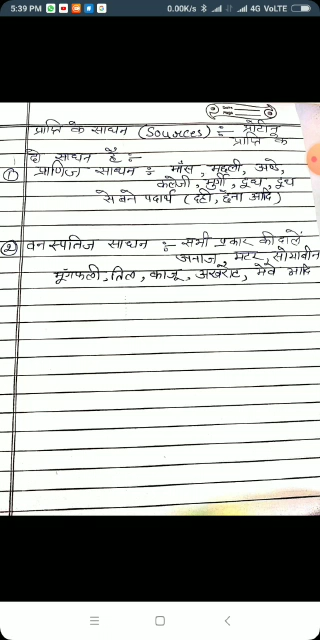 5:39 PM 0.00K/s 4G VoLTE
प्राप्ति के साधन (Sources) :- प्रोटीन
प्राप्ति के
दो साधन हैं :-
① प्राणिज साधन :- माँस, मछली, अण्डे,
कलेजी, मुर्गी, दूध, दूध
से बने पदार्थ (दही, छैना आदि)
② वनस्पतिज साधन :- सभी प्रकार की दालें
अनाज, मटर, सोयाबीन
मूंगफली, तिल, काजू, अखरोट, मेवे आदि